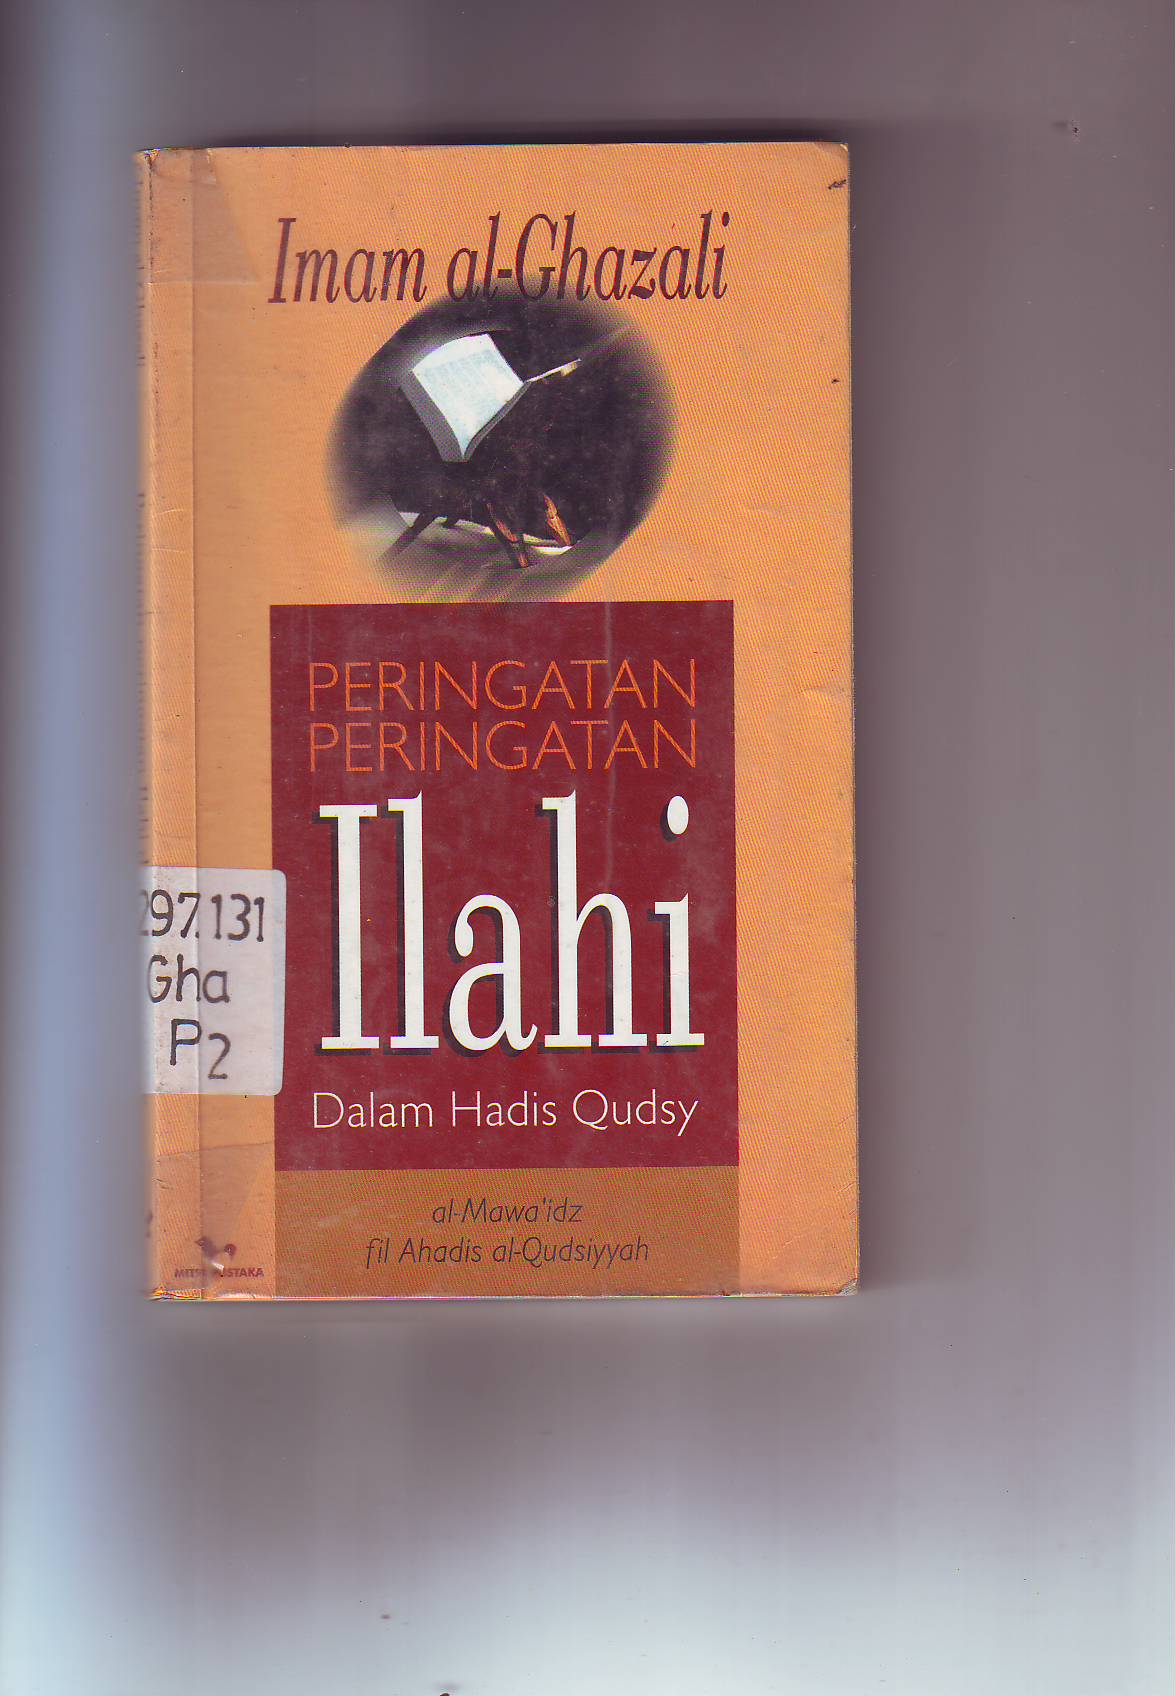 Imam al-Ghazali
PERINGATAN
PERINGATAN
Ilahi
Dalam Hadis Qudsy
297.131
Gha
P2
al-Mawa'idz
fil Ahadis al-Qudsiyyah